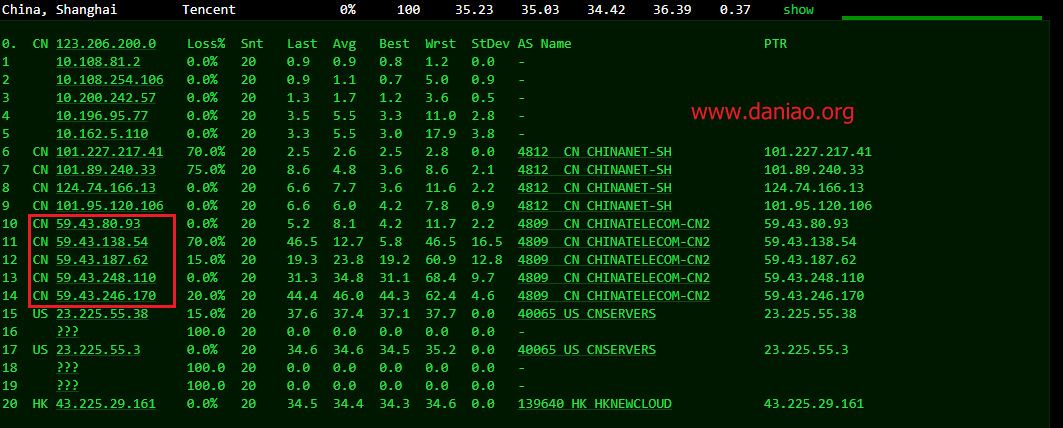 China, Shanghai Tencent 0% 100 35.23 35.03 34.42 36.39 0.37 show
0. CN 123.206.200.0 Loss% Snt Last Avg Best Wrst StDev AS Name PTR
1 10.108.81.2 0.0% 20 0.9 0.9 0.8 1.2 0.0 -
2 10.108.254.106 0.0% 20 0.9 1.1 0.7 5.0 0.9 -
3 10.200.242.57 0.0% 20 1.3 1.7 1.2 3.6 0.5 -
4 10.196.95.77 0.0% 20 3.5 5.5 3.3 11.0 2.8 -
www.daniao.org
5 10.162.5.110 0.0% 20 3.3 5.5 3.0 17.9 3.8 -
6 CN 101.227.217.41 70.0% 20 2.5 2.6 2.5 2.8 0.0 4812 CN CHINANET-SH 101.227.217.41
7 CN 101.89.240.33 75.0% 20 8.6 4.8 3.6 8.6 2.1 4812 CN CHINANET-SH 101.89.240.33
8 CN 124.74.166.13 0.0% 20 6.6 7.7 3.6 11.6 2.2 4812 CN CHINANET-SH 124.74.166.13
9 CN 101.95.120.106 0.0% 20 6.6 6.0 4.2 7.8 0.9 4812 CN CHINANET-SH 101.95.120.106
10 CN 59.43.80.93 0.0% 20 5.2 8.1 4.2 11.7 2.2 4809 CN CHINATELECOM-CN2 59.43.80.93
11 CN 59.43.138.54 70.0% 20 46.5 12.7 5.8 46.5 16.5 4809 CN CHINATELECOM-CN2 59.43.138.54
12 CN 59.43.187.62 15.0% 20 19.3 23.8 19.2 60.9 12.8 4809 CN CHINATELECOM-CN2 59.43.187.62
13 CN 59.43.248.110 0.0% 20 31.3 34.8 31.1 68.4 9.7 4809 CN CHINATELECOM-CN2 59.43.248.110
14 CN 59.43.246.170 20.0% 20 44.4 46.0 44.3 62.4 4.6 4809 CN CHINATELECOM-CN2 59.43.246.170
15 US 23.225.55.38 15.0% 20 37.6 37.4 37.1 37.7 0.0 40065 US CNSERVERS 23.225.55.38
16 ??? 100.0 20 0.0 0.0 0.0 0.0 0.0 -
17 US 23.225.55.3 0.0% 20 34.6 34.6 34.5 35.2 0.0 40065 US CNSERVERS 23.225.55.3
18 ??? 100.0 20 0.0 0.0 0.0 0.0 0.0 -
19 ??? 100.0 20 0.0 0.0 0.0 0.0 0.0 -
20 HK 43.225.29.161 0.0% 20 34.5 34.4 34.3 34.6 0.0 139640 HK HKNEWCLOUD 43.225.29.161